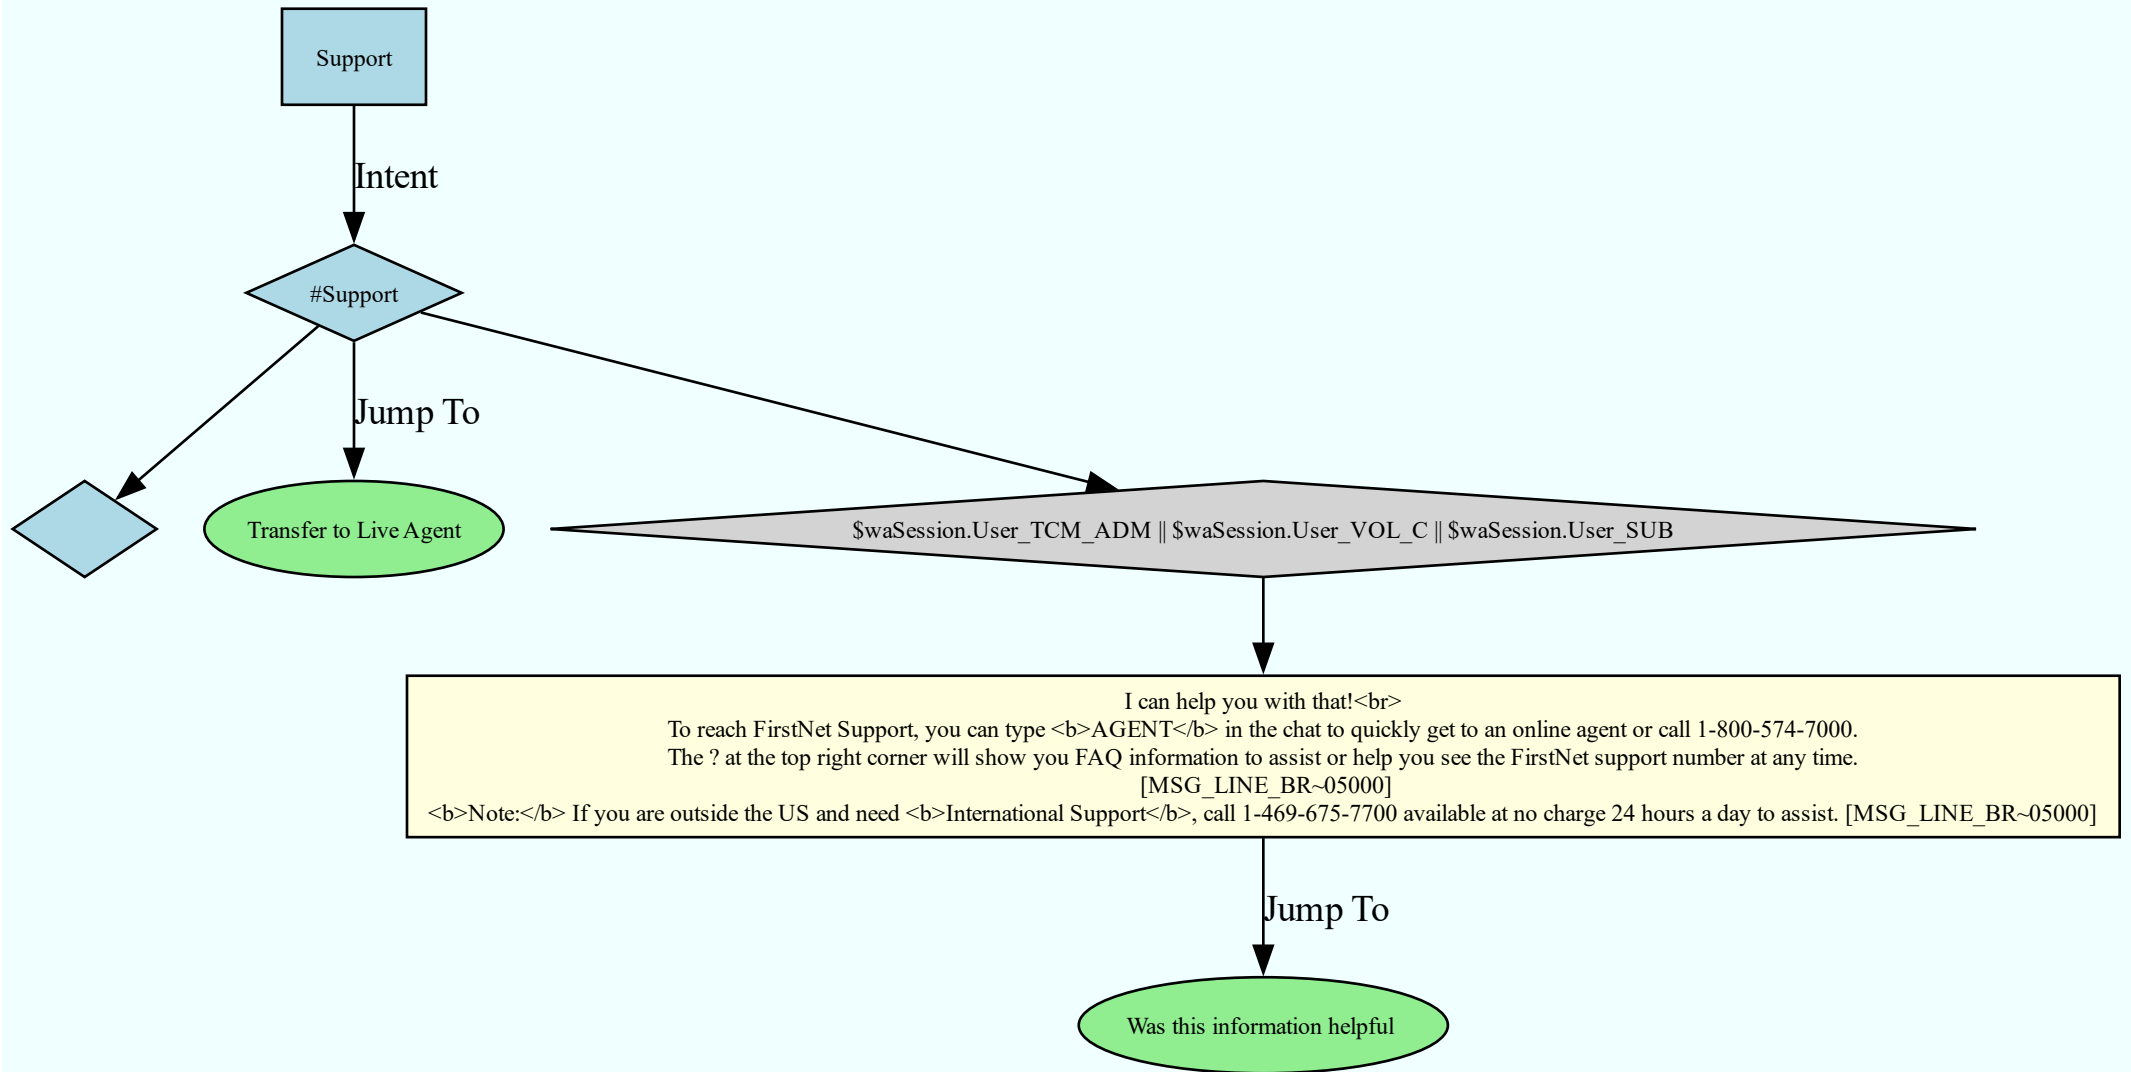 Support
Intent
#Support
Jump To
Transfer to Live Agent
$waSession.User_TCM_ADM || $waSession.User_VOL_C || $waSession.User_SUB
I can help you with that!<br>
To reach FirstNet Support, you can type <b>AGENT</b> in the chat to quickly get to an online agent or call 1-800-574-7000.
The ? at the top right corner will show you FAQ information to assist or help you see the FirstNet support number at any time.
[MSG_LINE_BR~05000]
<b>Note:</b> If you are outside the US and need <b>International Support</b>, call 1-469-675-7700 available at no charge 24 hours a day to assist. [MSG_LINE_BR~05000]
Jump To
Was this information helpful